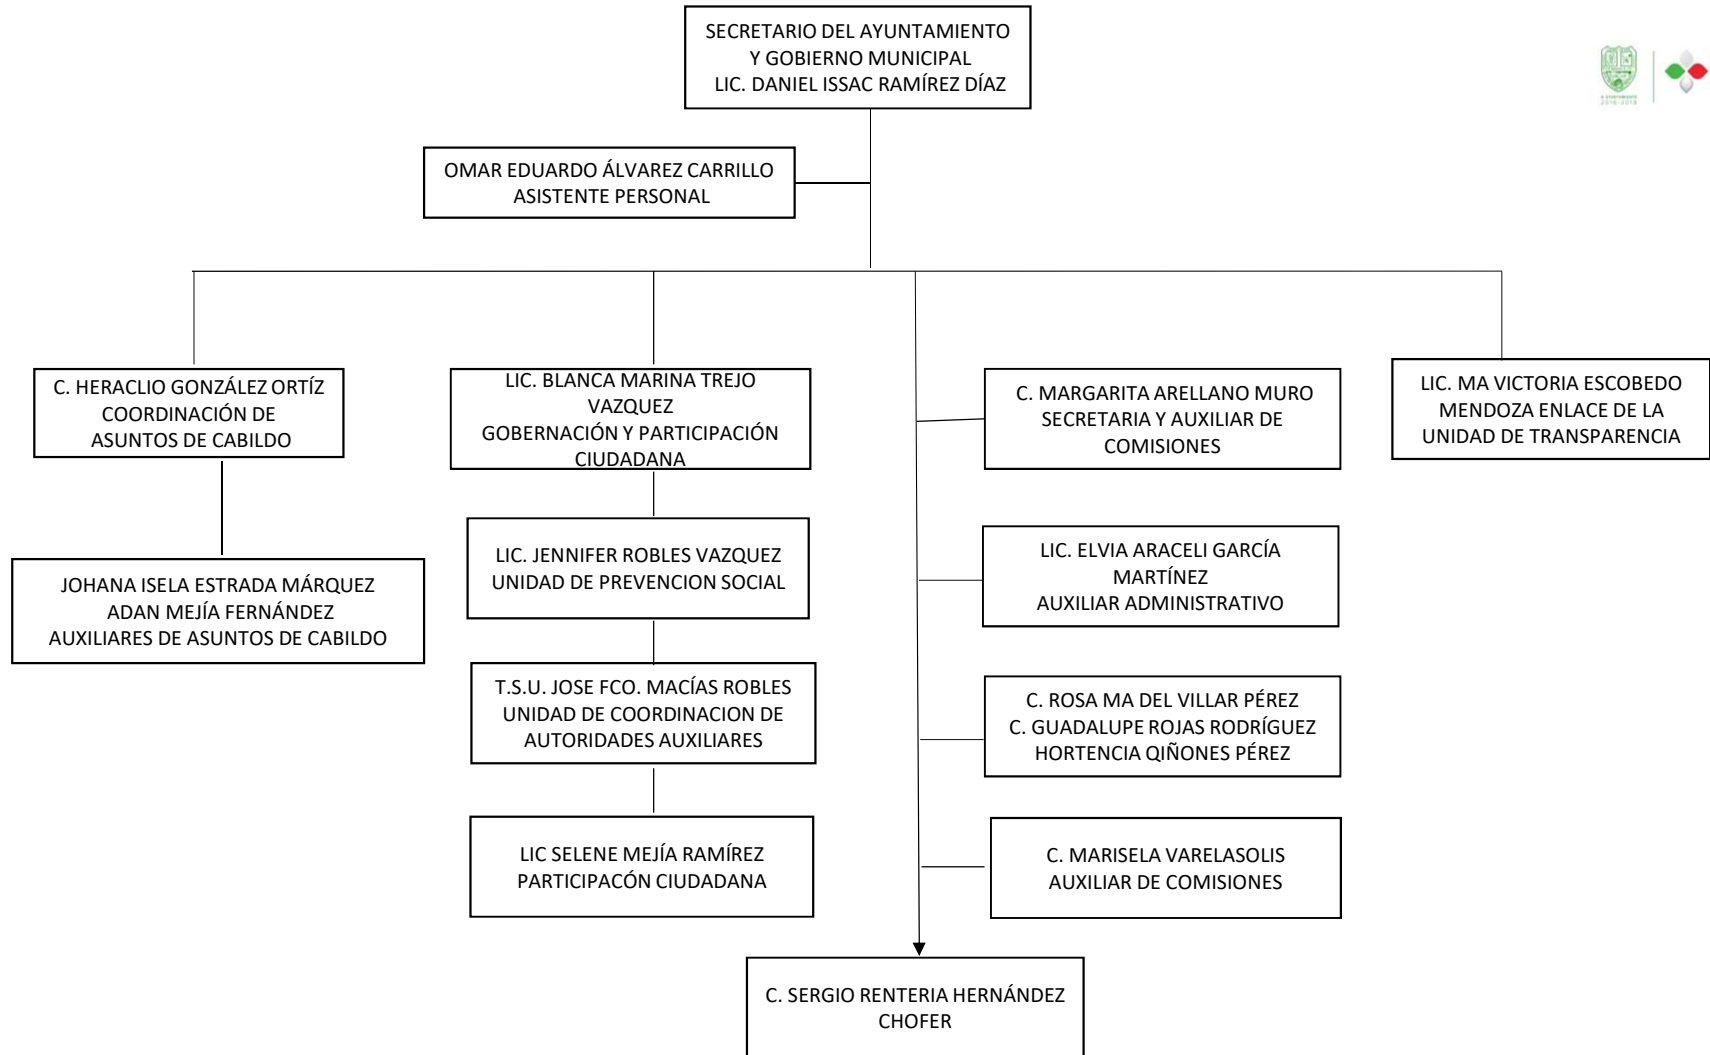 SECRETARIO DEL AYUNTAMIENTO
Y GOBIERNO MUNICIPAL
LIC. DANIEL ISSAC RAMÍREZ DÍAZ
OMAR EDUARDO ÁLVAREZ CARRILLO
ASISTENTE PERSONAL
C. HERACLIO GONZÁLEZ ORTÍZ
COORDINACIÓN DE
ASUNTOS DE CABILDO
JOHANA ISELA ESTRADA MÁRQUEZ
ADAN MEJÍA FERNÁNDEZ
AUXILIARES DE ASUNTOS DE CABILDO
LIC. BLANCA MARINA TREJO
VAZQUEZ
GOBERNACIÓN Y PARTICIPACIÓN
CIUDADANA
LIC. JENNIFER ROBLES VAZQUEZ
UNIDAD DE PREVENCION SOCIAL
T.S.U. JOSE FCO. MACÍAS ROBLES
UNIDAD DE COORDINACION DE
AUTORIDADES AUXILIARES
LIC SELENE MEJÍA RAMÍREZ
PARTICIPACÓN CIUDADANA
C. MARGARITA ARELLANO MURO
SECRETARIA Y AUXILIAR DE
COMISIONES
LIC. ELVIA ARACELI GARCÍA
MARTÍNEZ
AUXILIAR ADMINISTRATIVO
C. ROSA MA DEL VILLAR PÉREZ
C. GUADALUPE ROJAS RODRÍGUEZ
HORTENCIA QIÑONES PÉREZ
C. MARISELA VARELASOLIS
AUXILIAR DE COMISIONES
C. SERGIO RENTERIA HERNÁNDEZ
CHOFER
LIC. MA VICTORIA ESCOBEDO
MENDOZA ENLACE DE LA
UNIDAD DE TRANSPARENCIA